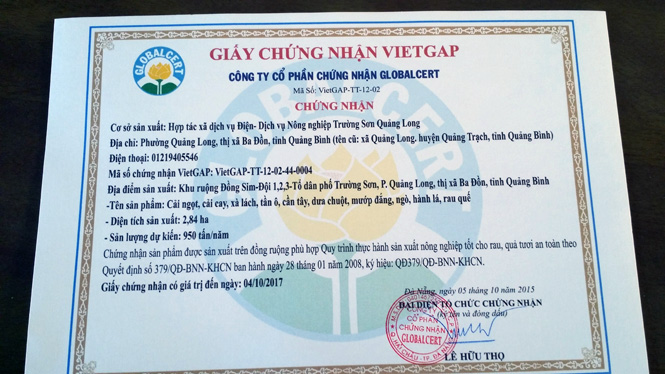 GLOBALCERT
GIẤY CHỨNG NHẬN VIETGAP
CÔNG TY CỔ PHẦN CHỨNG NHẬN GLOBALCERT
Mã Số: VietGAP-TT-12-02
CHỨNG NHẬN
Cơ sở sản xuất: Hợp tác xã dịch vụ Điện- Dịch vụ Nông nghiệp Trường Sơn Quảng Long
Địa chỉ: Phường Quảng Long, thị xã Ba Đồn, tỉnh Quảng Bình (tên cũ: xã Quảng Long. huyện Quảng Trạch, tỉnh Quảng Bình)
Điện thoại: 01219405546
Mã số chứng nhận VietGAP: VietGAP-TT-12-02-44-0004
Địa điểm sản xuất: Khu ruộng Đồng Sim-Đội 1,2,3-Tổ dân phố Trường Sơn, P. Quảng Long, thị xã Ba Đồn, tỉnh Quảng Bình
-Tên sản phẩm: Cải ngọt, cải cay, xà lách, tần ô, cần tây, dưa chuột, mướp đắng, ngò, hành lá, rau quế
- Diện tích sản xuất: 2,84 ha
- Sản lượng dự kiến: 950 tấn/năm
Chứng nhận sản phẩm được sản xuất trên đồng ruộng phù hợp Quy trình thực hành sản xuất nông nghiệp tốt cho rau, quả tươi an toàn theo
Quyết định số 379/QĐ-BNN-KHCN ban hành ngày 28 tháng 01 năm 2008, ký hiệu: QĐ379/QĐ-BNN-KHCN.
Giấy chứng nhận có giá trị đến ngày: 04/10/2017
Đà Nẵng, ngày 05 tháng 10 năm 2015
ĐẠI DIỆN TỔ CHỨC CHỨNG NHẬN
(ký tên và đóng dấu)
CÔNG TY
CỔ PHẦN
CHỨNG NHẬN
GLOBALCERT
LÊ HỮU THỌ